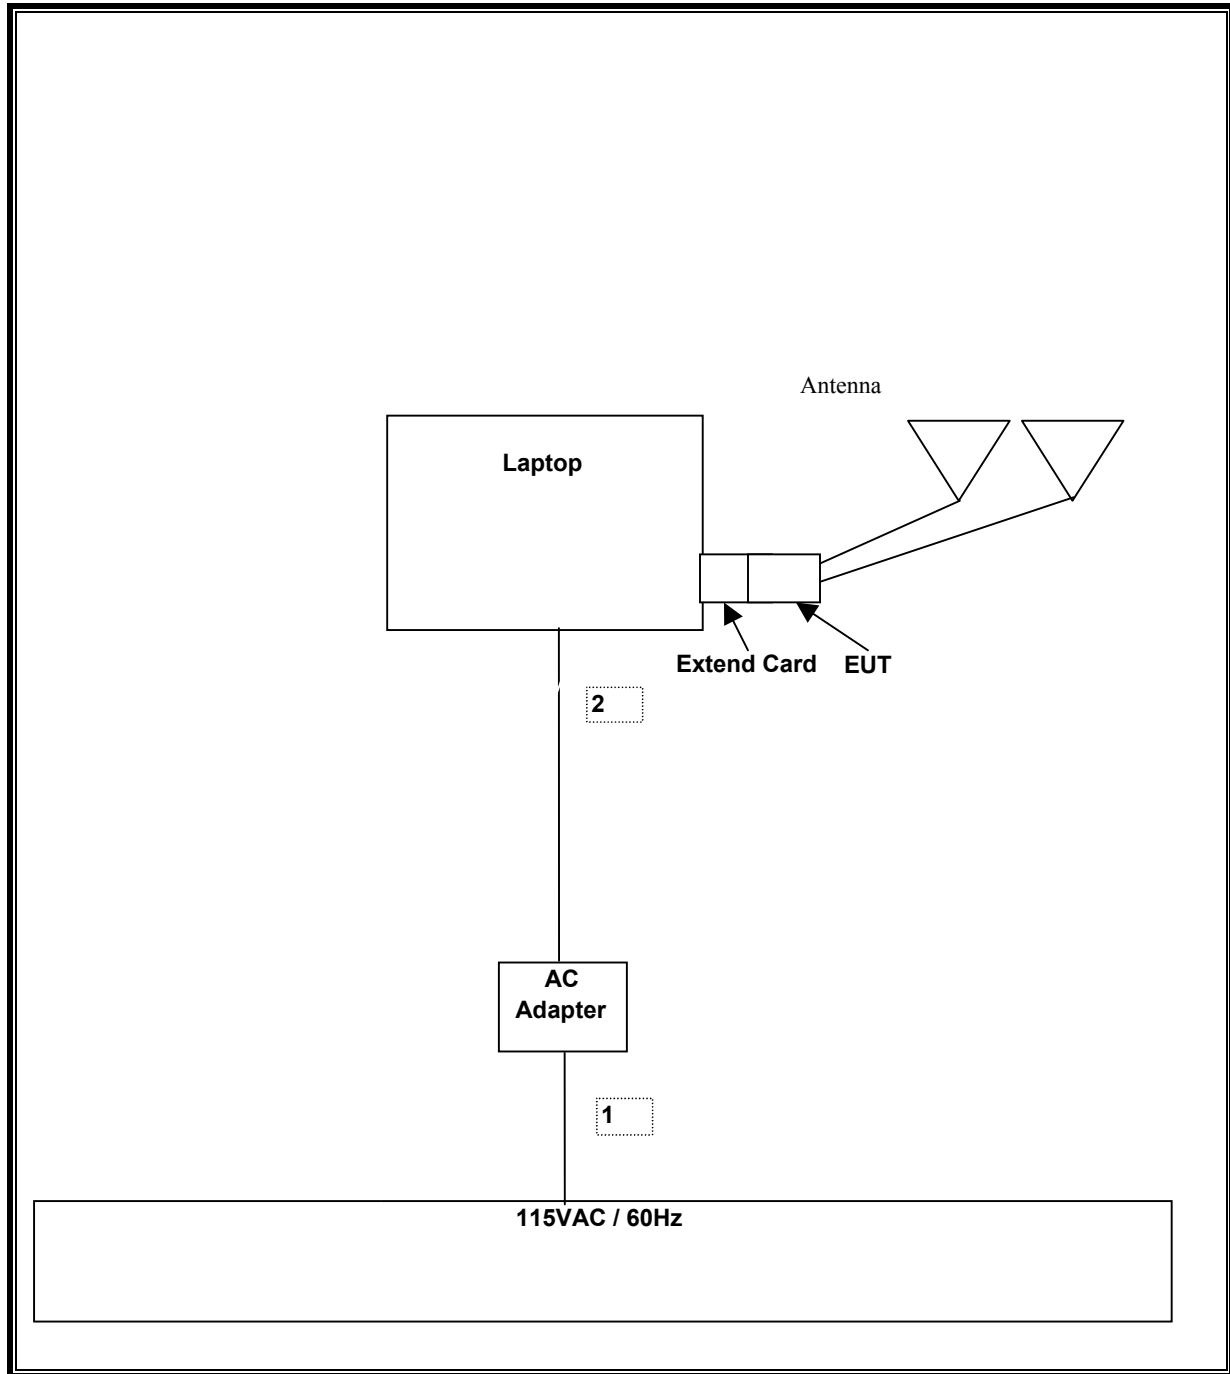 Antenna
Laptop
Extend Card
EUT
2
AC
Adapter
1
115VAC / 60Hz